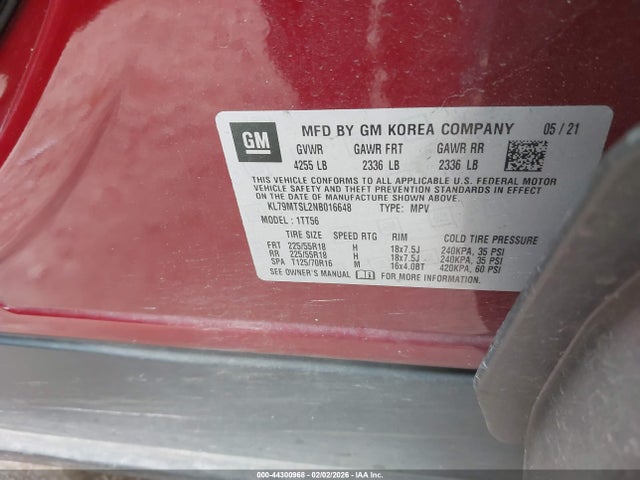 GM
MFD BY GM KOREA COMPANY 05/21
GVWR GAWR FRT GAWR RR
4255 LB 2336 LB 2336 LB
THIS VEHICLE CONFORMS TO ALL APPLICABLE U.S. FEDERAL MOTOR
VEHICLE SAFETY AND THEFT PREVENTION STANDARDS IN EFFECT ON THE
DATE OF MANUFACTURE SHOWN ABOVE.
KL79MTSL2NB016648 TYPE: MPV
MODEL: 1TT56
TIRE SIZE SPEED RTG RIM COLD TIRE PRESSURE
FRT 225/55R18 H 18x7.5J 240KPA, 35 PSI
RR 225/55R18 H 18x7.5J 240KPA, 35 PSI
SPA T125/70R16 M 16x4.0BT 420KPA, 60 PSI
SEE OWNER'S MANUAL FOR MORE INFORMATION.
000-44300968 - 02/02/2026 - IAAI.COM